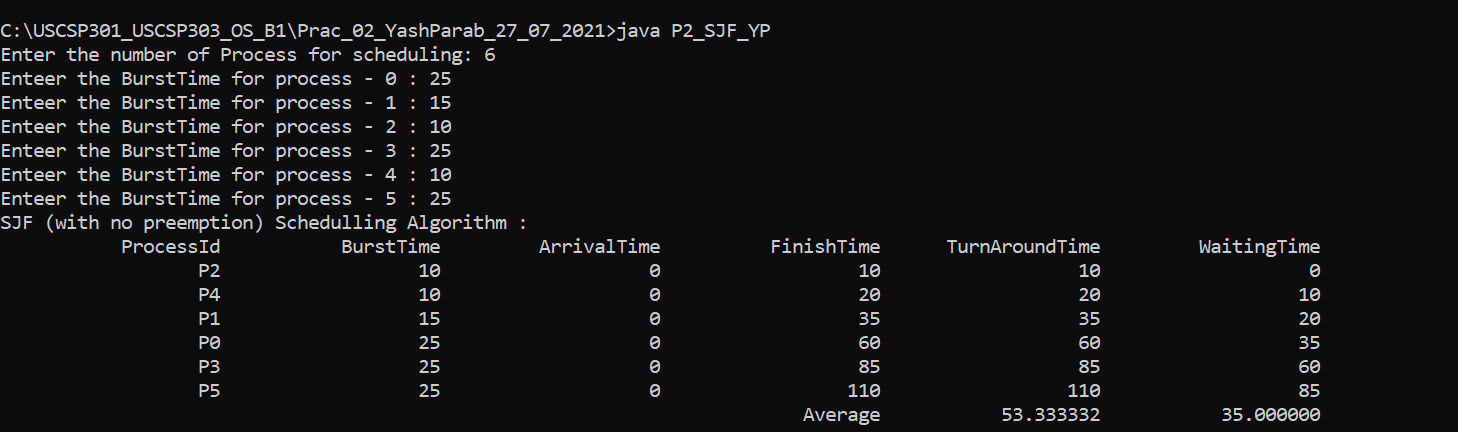 C:\USCSP301_USCSP303_OS_B1\Prac_02_YashParab_27_07_2021>java P2_SJF_YP
Enter the number of Process for scheduling: 6
Enteer the BurstTime for process - 0 : 25
Enteer the BurstTime for process - 1 : 15
Enteer the BurstTime for process - 2 : 10
Enteer the BurstTime for process - 3 : 25
Enteer the BurstTime for process - 4 : 10
Enteer the BurstTime for process - 5 : 25
SJF (with no preemption) Schedulling Algorithm :
ProcessId BurstTime ArrivalTime FinishTime TurnAroundTime WaitingTime
P2 10 0 10 10 0
P4 10 0 20 20 10
P1 15 0 35 35 20
P0 25 0 60 60 35
P3 25 0 85 85 60
P5 25 0 110 110 85
Average 53.333332 35.000000